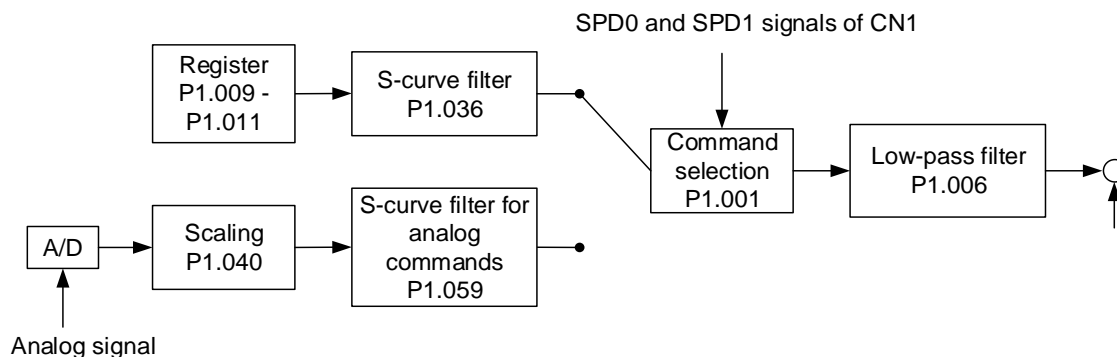 SPD0 and SPD1 signals of CN1
Register
P1.009 -
P1.011
S-curve filter
P1.036
Command
selection
P1.001
Low-pass filter
P1.006
A/D
Scaling
P1.040
S-curve filter for
analog
commands
P1.059
Analog signal